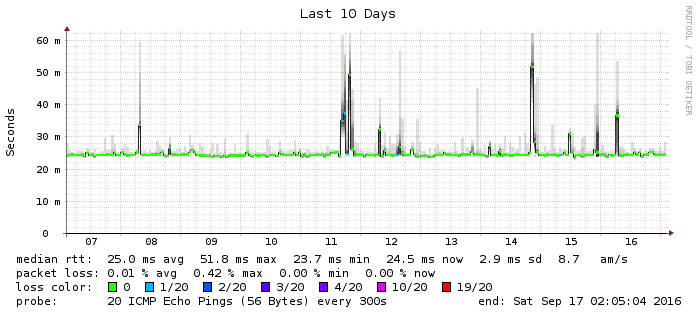 Last 10 Days
RRDTOOL / TOBI OETIKER
Seconds
60 m
50 m
40 m
30 m
20 m
10 m
0
07 08 09 10 11 12 13 14 15 16
median rtt: 25.0 ms avg 51.8 ms max 23.7 ms min 24.5 ms now 2.9 ms sd 8.7 am/s
packet loss: 0.01 % avg 0.42 % max 0.00 % min 0.00 % now
loss color: 0 1/20 2/20 3/20 4/20 10/20 19/20
probe: 20 ICMP Echo Pings (56 Bytes) every 300s end: Sat Sep 17 02:05:04 2016